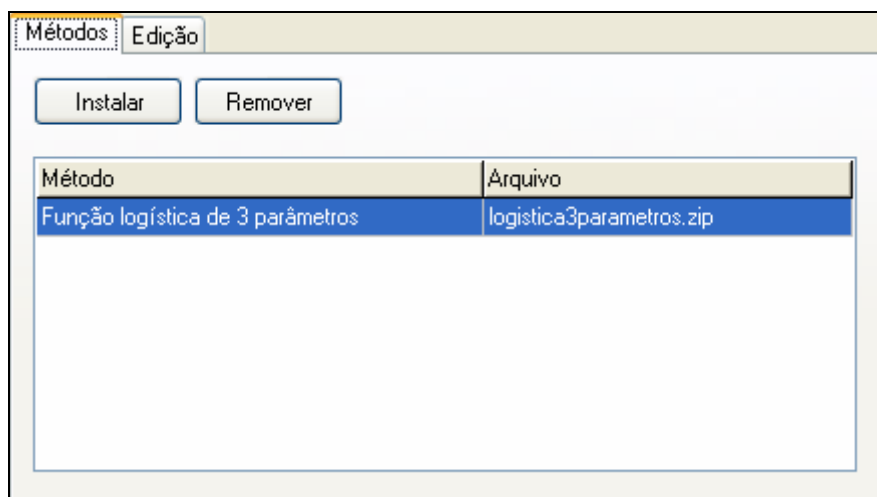 Métodos Edição
Instalar Remover
Método Arquivo
Função logística de 3 parâmetros logistica3parametros.zip